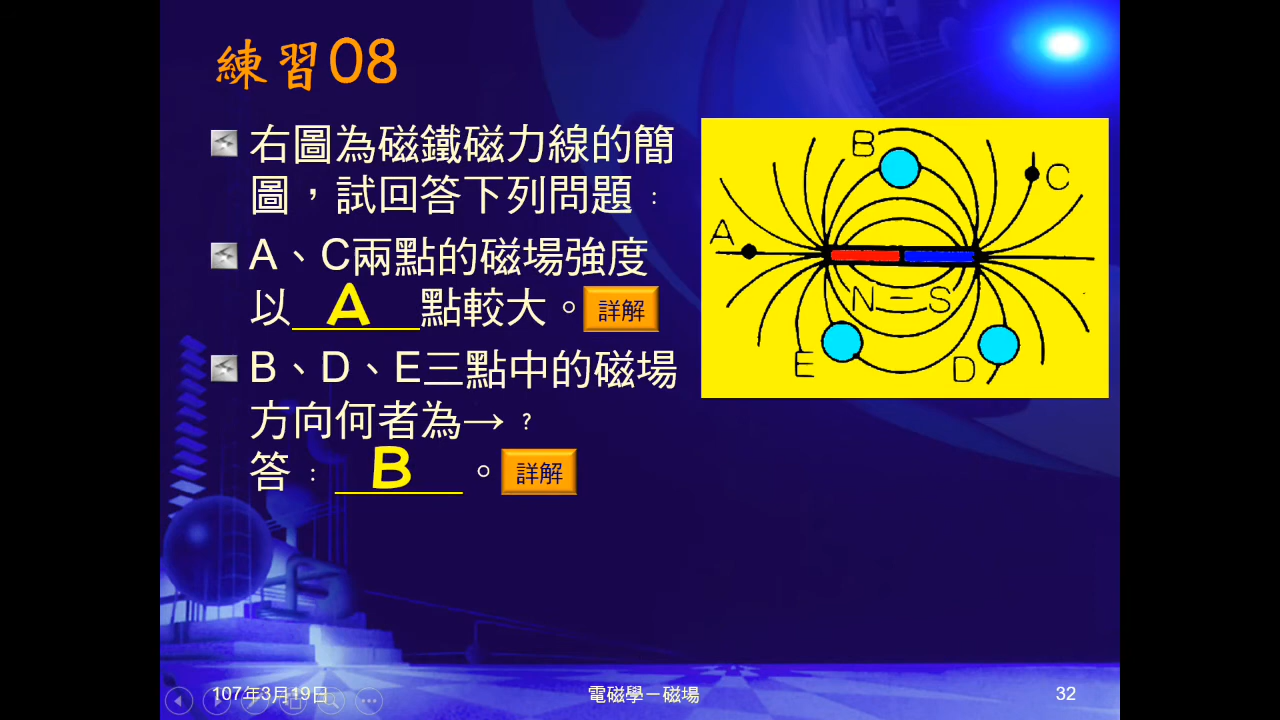 練習08
右圖為磁鐵磁力線的簡
圖，試回答下列問題：
A、C兩點的磁場強度
以 A 點較大。 詳解
B、D、E三點中的磁場
方向何者為→？
答： B 。 詳解
B
C
A
N S
E
D
107年3月19日
電磁學－磁場
32